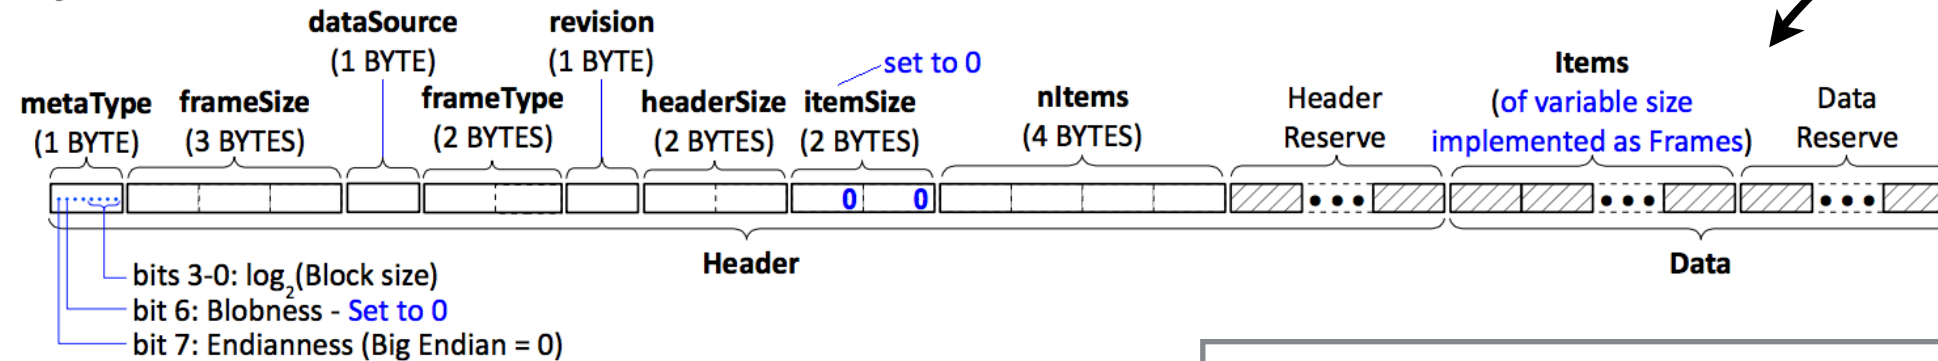 dataSource
(1 BYTE)
revision
(1 BYTE)
set to 0
metaType
(1 BYTE)
frameSize
(3 BYTES)
frameType
(2 BYTES)
headerSize
(2 BYTES)
itemSize
(2 BYTES)
nItems
(4 BYTES)
Header
Reserve
Items
(of variable size
implemented as Frames)
Data
Reserve
0 0
Header
Data
bits 3-0: log2(Block size)
bit 6: Blobness - Set to 0
bit 7: Endianness (Big Endian = 0)